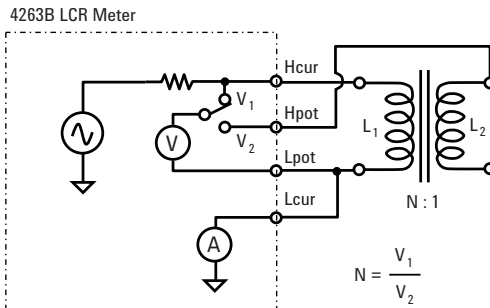 4263B LCR Meter
Hcur
V1
Hpot
L1
L2
V
V2
Lpot
Lcur
N : 1
A
N = V1 / V2